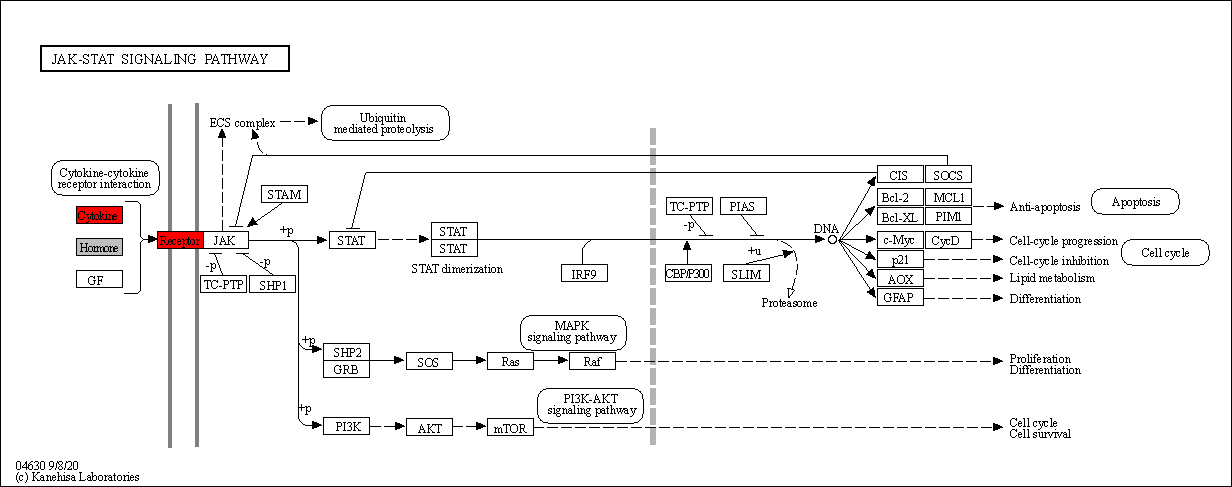 JAK-STAT SIGNALING PATHWAY
ECS complex
Ubiquitin
mediated proteolysis
Cytokine-cytokine
receptor interaction
Cytokine
Hormone
GF
Receptor
JAK
STAM
+p
-p
-p
TC-PTP
SHP1
STAT
STAT
STAT
STAT dimerization
IRF9
TC-PTP
PIAS
-p
+u
CBP/P300
SLIM
Proteasome
DNA
CIS
SOCS
Bcl-2
MCL1
Bcl-XL
PIM1
c-Myc
CycD
p21
AOX
GFAP
Anti-apoptosis
Apoptosis
Cell-cycle progression
Cell-cycle inhibition
Cell cycle
Lipid metabolism
Differentiation
+p
SHP2
GRB
SOS
Ras
Raf
MAPK
signaling pathway
Proliferation
Differentiation
+p
PI3K
AKT
mTOR
PI3K-AKT
signaling pathway
Cell cycle
Cell survival
04630 9/8/20
(c) Kanehisa Laboratories